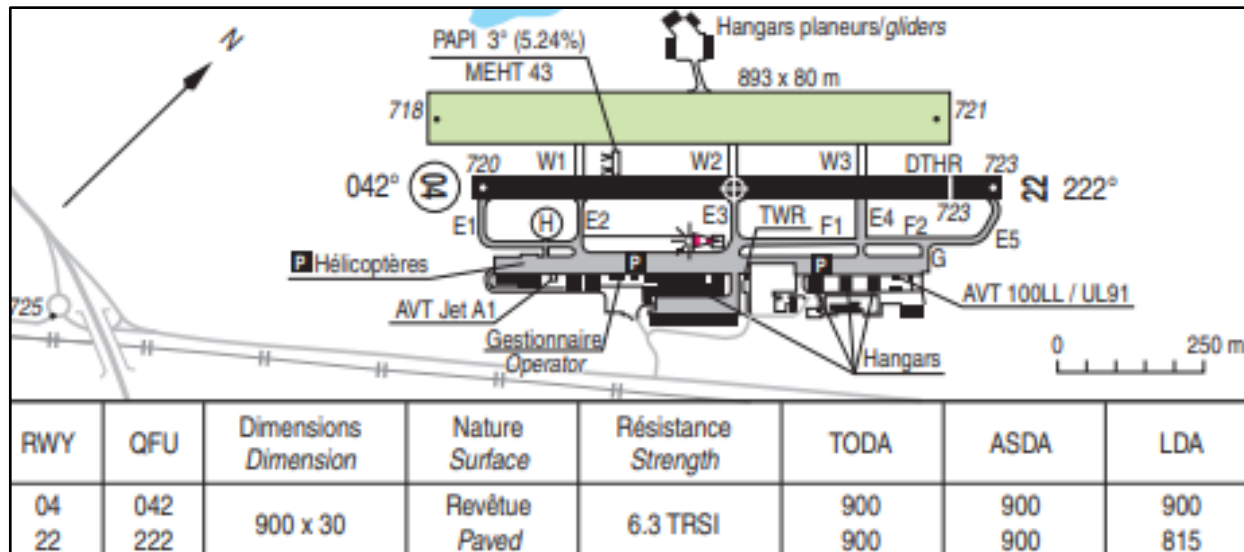 N
PAPI 3° (5.24%)
MEHT 43
Hangars planeurs/gliders
893 x 80 m
718
721
W1
W2
W3
DTHR
723
720
042°
04
22
222°
723
E1
H
E2
E3
TWR
F1
E4
F2
E5
G
P Hélicoptères
P
P
AVT Jet A1
AVT 100LL / UL91
725
Gestionnaire
Operator
Hangars
0 250 m
RWY QFU Dimensions Nature Résistance TODA ASDA LDA
Dimension Surface Strength
04 042 900 x 30 Revêtue 6.3 TRSI 900 900 900
22 222 Paved 900 900 815